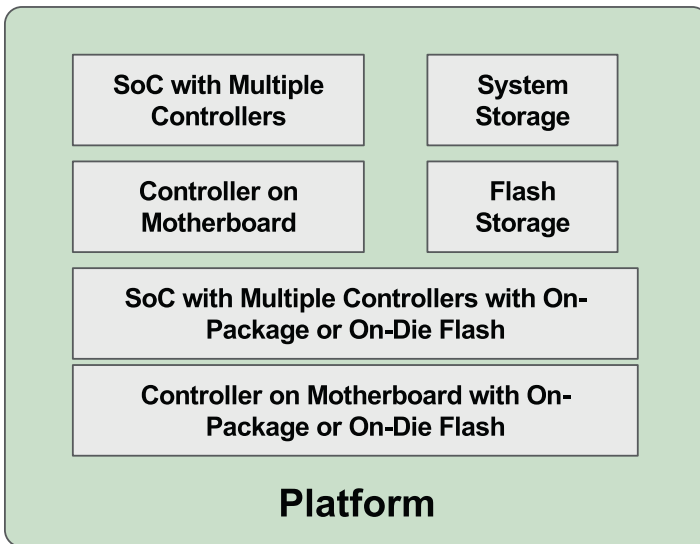 SoC with Multiple
Controllers
System
Storage
Controller on
Motherboard
Flash
Storage
SoC with Multiple Controllers with On-
Package or On-Die Flash
Controller on Motherboard with On-
Package or On-Die Flash
Platform